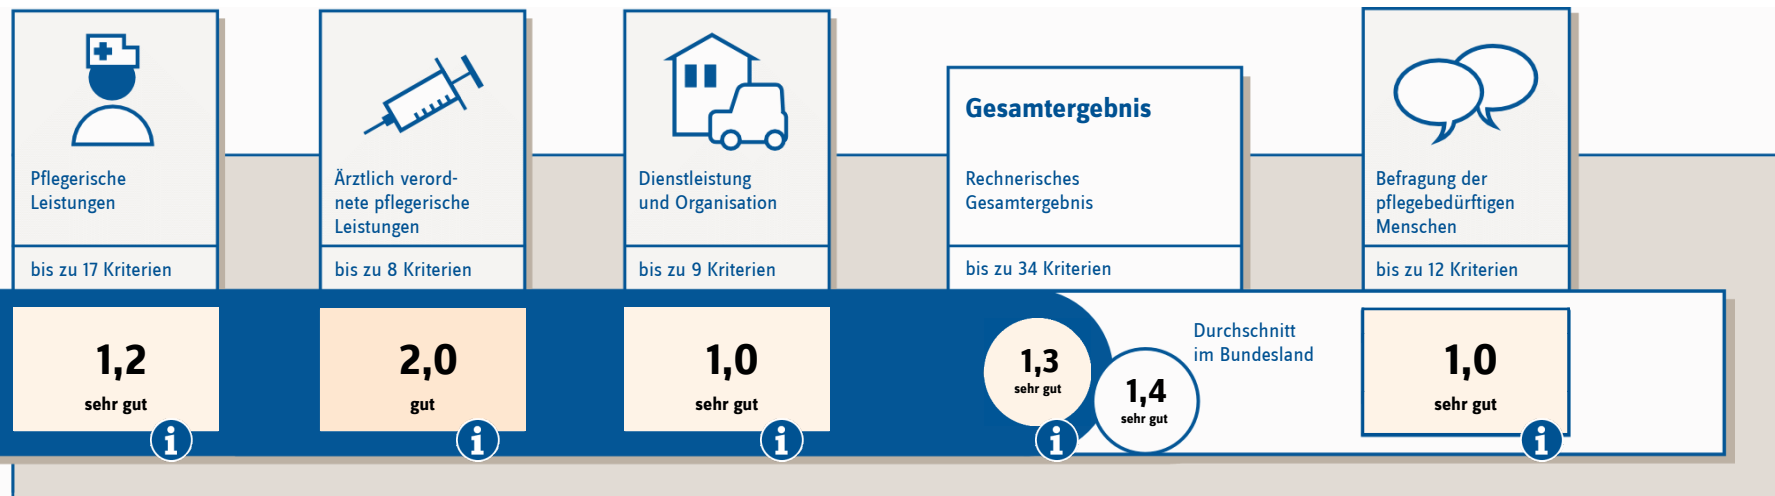 Pflegerische
Leistungen
bis zu 17 Kriterien
1,2
sehr gut
i
Ärztlich verord-
nete pflegerische
Leistungen
bis zu 8 Kriterien
2,0
gut
i
Dienstleistung
und Organisation
bis zu 9 Kriterien
1,0
sehr gut
i
Gesamtergebnis
Rechnerisches
Gesamtergebnis
bis zu 34 Kriterien
1,3
sehr gut
i
1,4
sehr gut
Durchschnitt
im Bundesland
Befragung der
pflegebedürftigen
Menschen
bis zu 12 Kriterien
1,0
sehr gut
i